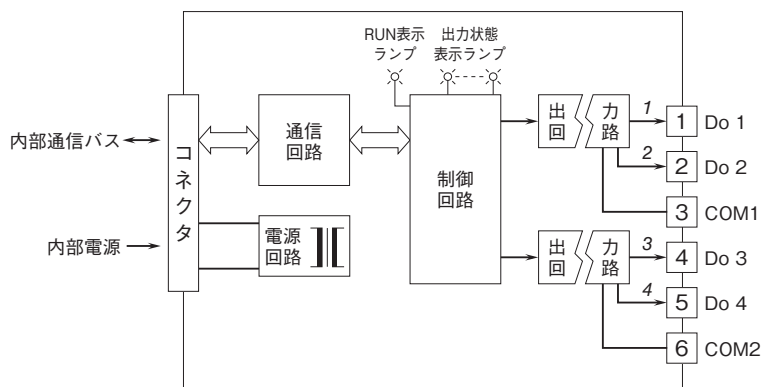 RUN表示
ランプ
出力状態
表示ランプ
内部通信バス
コネクタ
通信
回路
制御
回路
出力
回路
1
1 Do 1
2
2 Do 2
3 COM1
内部電源
電源
回路
出力
回路
3
4 Do 3
4
5 Do 4
6 COM2